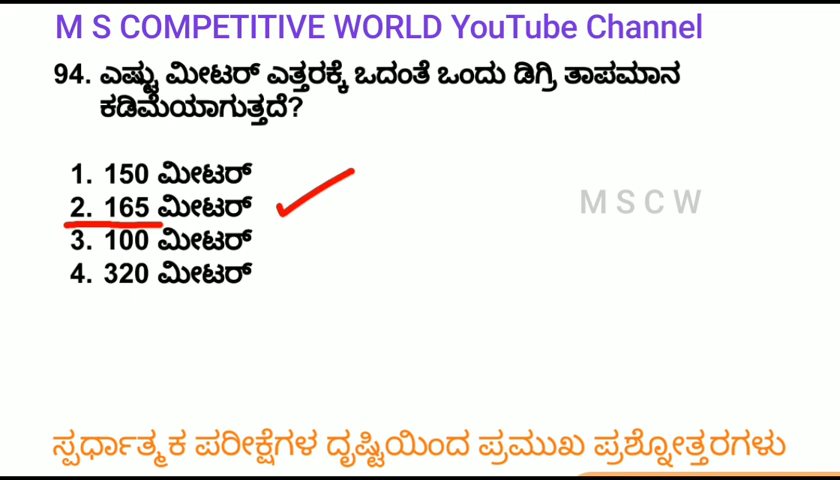 M S COMPETITIVE WORLD YouTube Channel
94. ಎಷ್ಟು ಮೀಟರ್ ಎತ್ತರಕ್ಕೆ ಒದಂತೆ ಒಂದು ಡಿಗ್ರಿ ತಾಪಮಾನ
ಕಡಿಮೆಯಾಗುತ್ತದೆ?
1. 150 ಮೀಟರ್
2. 165 ಮೀಟರ್
M S C W
3. 100 ಮೀಟರ್
4. 320 ಮೀಟರ್
ಸ್ಪರ್ಧಾತ್ಮಕ ಪರೀಕ್ಷೆಗಳ ದೃಷ್ಟಿಯಿಂದ ಪ್ರಮುಖ ಪ್ರಶ್ನೋತ್ತರಗಳು